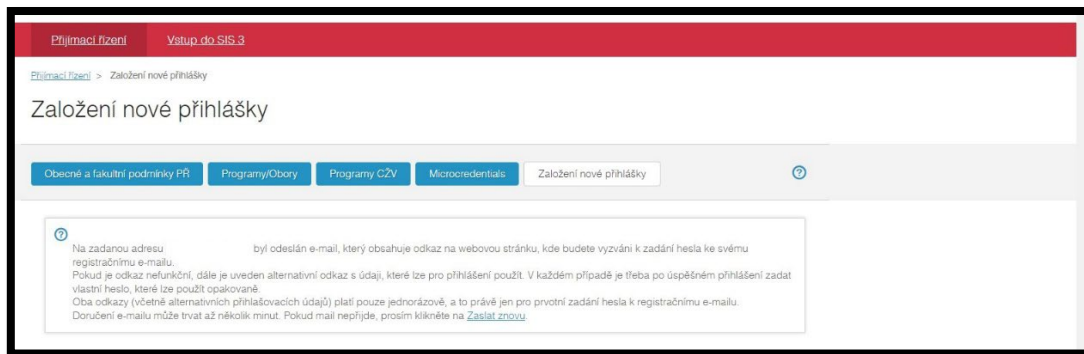 Přijímací řízení Vstup do SIS 3
Přijímací řízení > Založení nové přihlášky
Založení nové přihlášky
Obecné a fakultní podmínky PŘ Programy/Obory Programy CŽV Microcredentials Založení nové přihlášky ?
?
Na zadanou adresu byl odeslán e-mail, který obsahuje odkaz na webovou stránku, kde budete vyzváni k zadání hesla ke svému
registračnímu e-mailu.
Pokud je odkaz nefunkční, dále je uveden alternativní odkaz s údaji, které lze pro přihlášení použít. V každém případě je třeba po úspěšném přihlášení zadat
vlastní heslo, které lze použít opakovaně.
Oba odkazy (včetně alternativních přihlašovacích údajů) platí pouze jednorázově, a to právě jen pro prvotní zadání hesla k registračnímu e-mailu.
Doručení e-mailu může trvat až několik minut. Pokud mail nepřijde, prosím klikněte na Zaslat znovu.